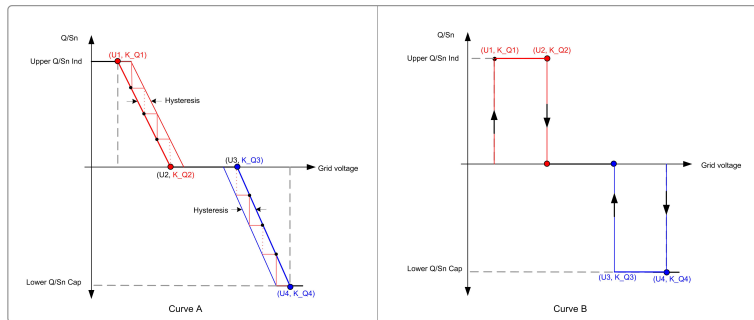 Q/Sn
(U1, K_Q1)
Upper Q/Sn Ind
Hysteresis
(U3, K_Q3)
Grid voltage
(U2, K_Q2)
Hysteresis
Lower Q/Sn Cap
(U4, K_Q4)
Curve A
Q/Sn
(U1, K_Q1)
(U2, K_Q2)
Upper Q/Sn Ind
Grid voltage
Lower Q/Sn Cap
(U3, K_Q3)
(U4, K_Q4)
Curve B